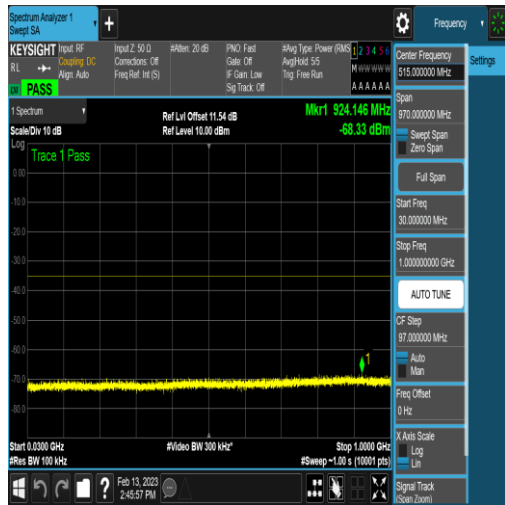 Spectrum Analyzer 1
Swept SA
+
Frequency
KEYSIGHT
Input: RF
Coupling: DC
Align: Auto
Input Z: 50 Ω
Corrections: Off
Freq Ref: Int (S)
#Atten: 20 dB
PNO: Fast
Gate: Off
IF Gain: Low
Sig Track: Off
#Avg Type: Power (RMS)
AvgHold: 5/5
Trig: Free Run
1 2 3 4 5 6
M W W W W W
A A A A A A
RL
PASS
1 Spectrum
Scale/Div 10 dB
Ref Lvl Offset 11.54 dB
Ref Level 10.00 dBm
Mkr1 924.146 MHz
-68.33 dBm
Log
Trace 1 Pass
0.00
-10.0
-20.0
-30.0
-40.0
-50.0
-60.0
-70.0
-80.0
1
Start 0.0300 GHz
#Res BW 100 kHz
#Video BW 300 kHz*
Stop 1.0000 GHz
#Sweep ~1.00 s (10001 pts)
Feb 13, 2023
2:45:57 PM
?
Center Frequency
515.000000 MHz
Settings
Span
970.000000 MHz
Swept Span
Zero Span
Full Span
Start Freq
30.000000 MHz
Stop Freq
1.000000000 GHz
AUTO TUNE
CF Step
97.000000 MHz
Auto
Man
Freq Offset
0 Hz
X Axis Scale
Log
Lin
Signal Track
(Span Zoom)